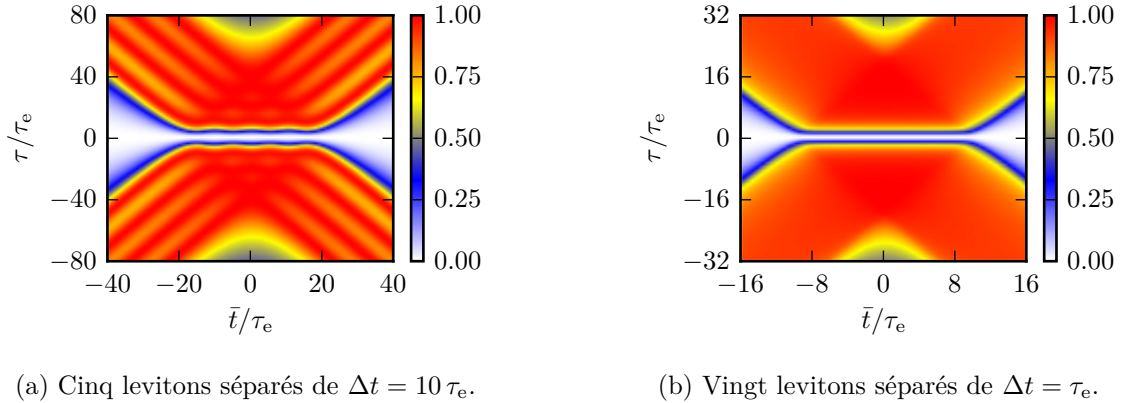 80
40
0
−40
−80
τ/τe
−40 −20 0 20 40
t̄/τe
1.00
0.75
0.50
0.25
0.00
32
16
0
−16
−32
τ/τe
−16 −8 0 8 16
t̄/τe
1.00
0.75
0.50
0.25
0.00
(a) Cinq levitons séparés de Δt = 10 τe.
(b) Vingt levitons séparés de Δt = τe.